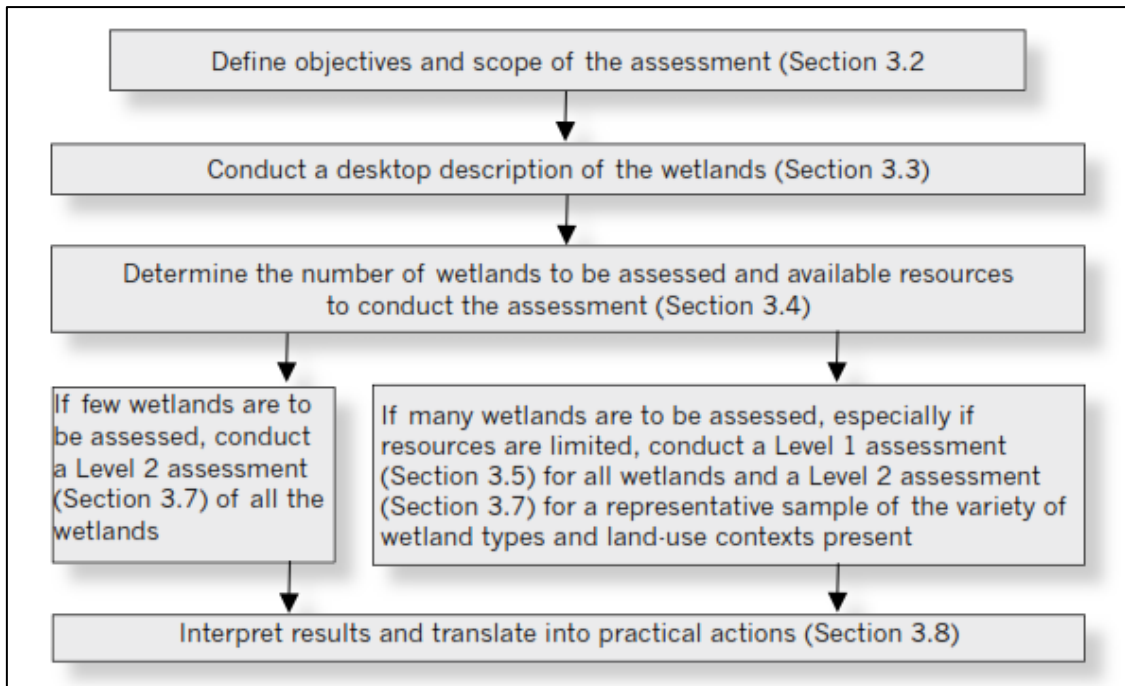 Define objectives and scope of the assessment (Section 3.2
Conduct a desktop description of the wetlands (Section 3.3)
Determine the number of wetlands to be assessed and available resources
to conduct the assessment (Section 3.4)
If few wetlands are to
be assessed, conduct
a Level 2 assessment
(Section 3.7) of all the
wetlands
If many wetlands are to be assessed, especially if
resources are limited, conduct a Level 1 assessment
(Section 3.5) for all wetlands and a Level 2 assessment
(Section 3.7) for a representative sample of the variety of
wetland types and land-use contexts present
Interpret results and translate into practical actions (Section 3.8)